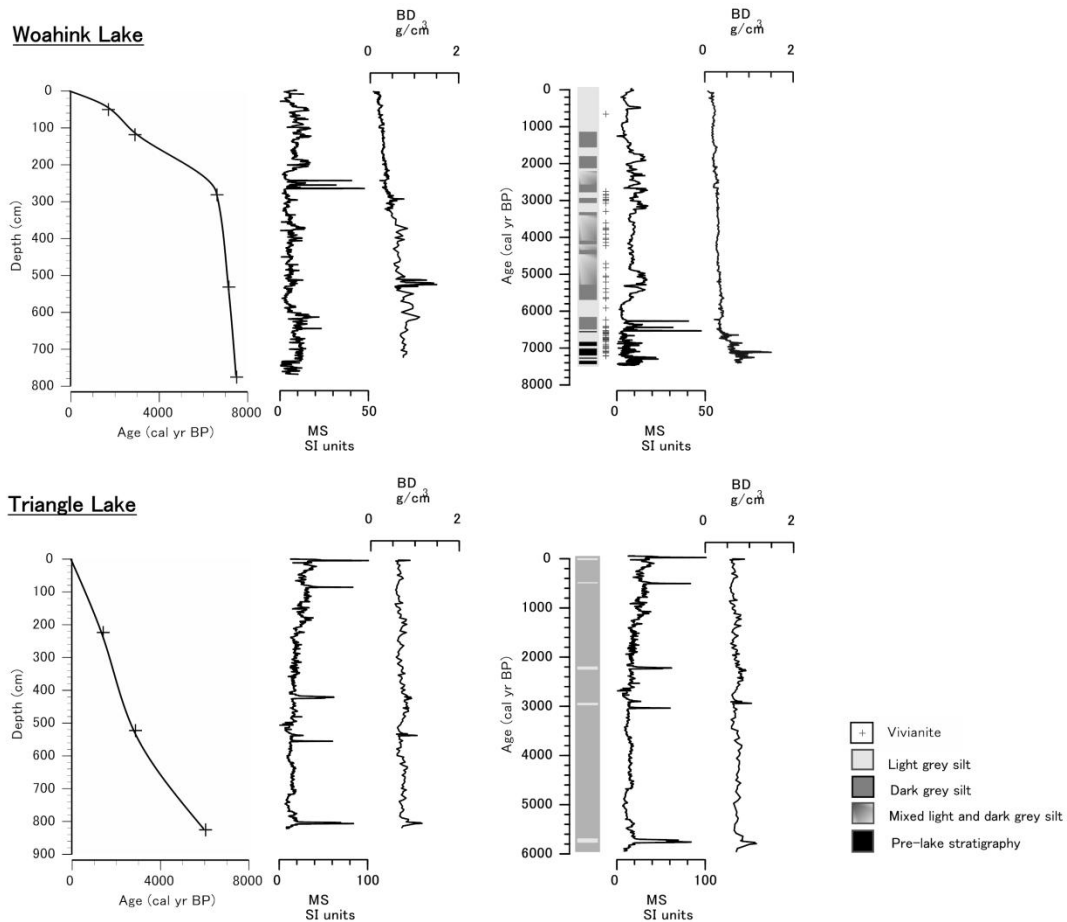 Woahink Lake
BD
g/cm³
0 2
BD
g/cm³
0 2
0
100
200
300
400
500
600
700
800
Depth (cm)
0 4000 8000
Age (cal yr BP)
0 50
MS
SI units
0
1000
2000
3000
4000
5000
6000
7000
8000
Age (cal yr BP)
0 50
MS
SI units
Triangle Lake
BD
g/cm³
0 2
BD
g/cm³
0 2
0
100
200
300
400
500
600
700
800
900
Depth (cm)
0 4000 8000
Age (cal yr BP)
0 100
MS
SI units
0
1000
2000
3000
4000
5000
6000
Age (cal yr BP)
0 100
MS
SI units
Vivianite
Light grey silt
Dark grey silt
Mixed light and dark grey silt
Pre-lake stratigraphy